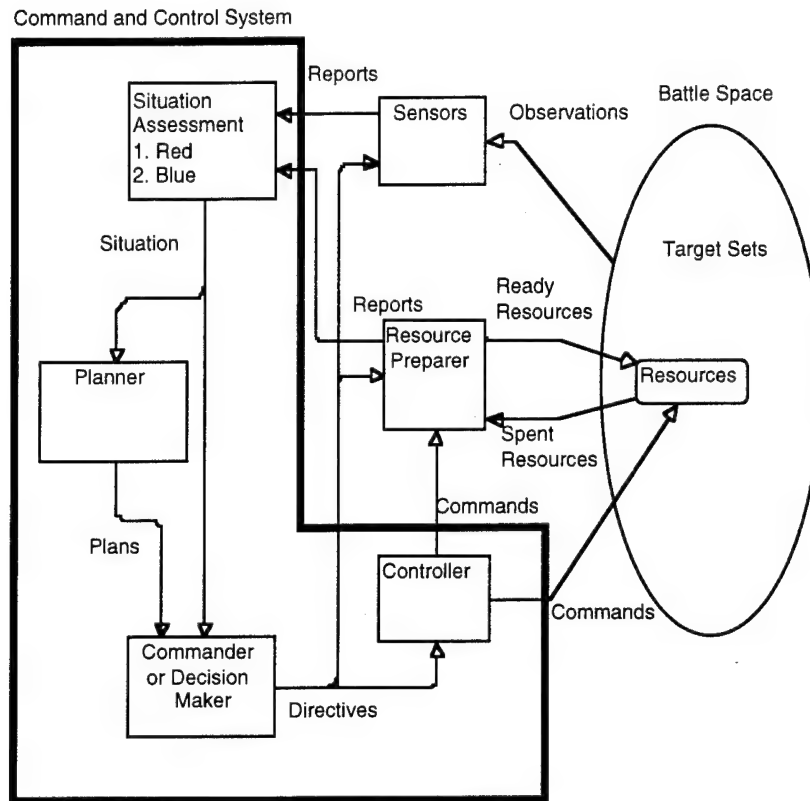 Command and Control System
Reports
Situation
Assessment
1. Red
2. Blue
Sensors
Observations
Battle Space
Target Sets
Situation
Reports
Ready
Resources
Resource
Preparer
Resources
Planner
Spent
Resources
Commands
Plans
Controller
Commands
Commander
or Decision
Maker
Directives